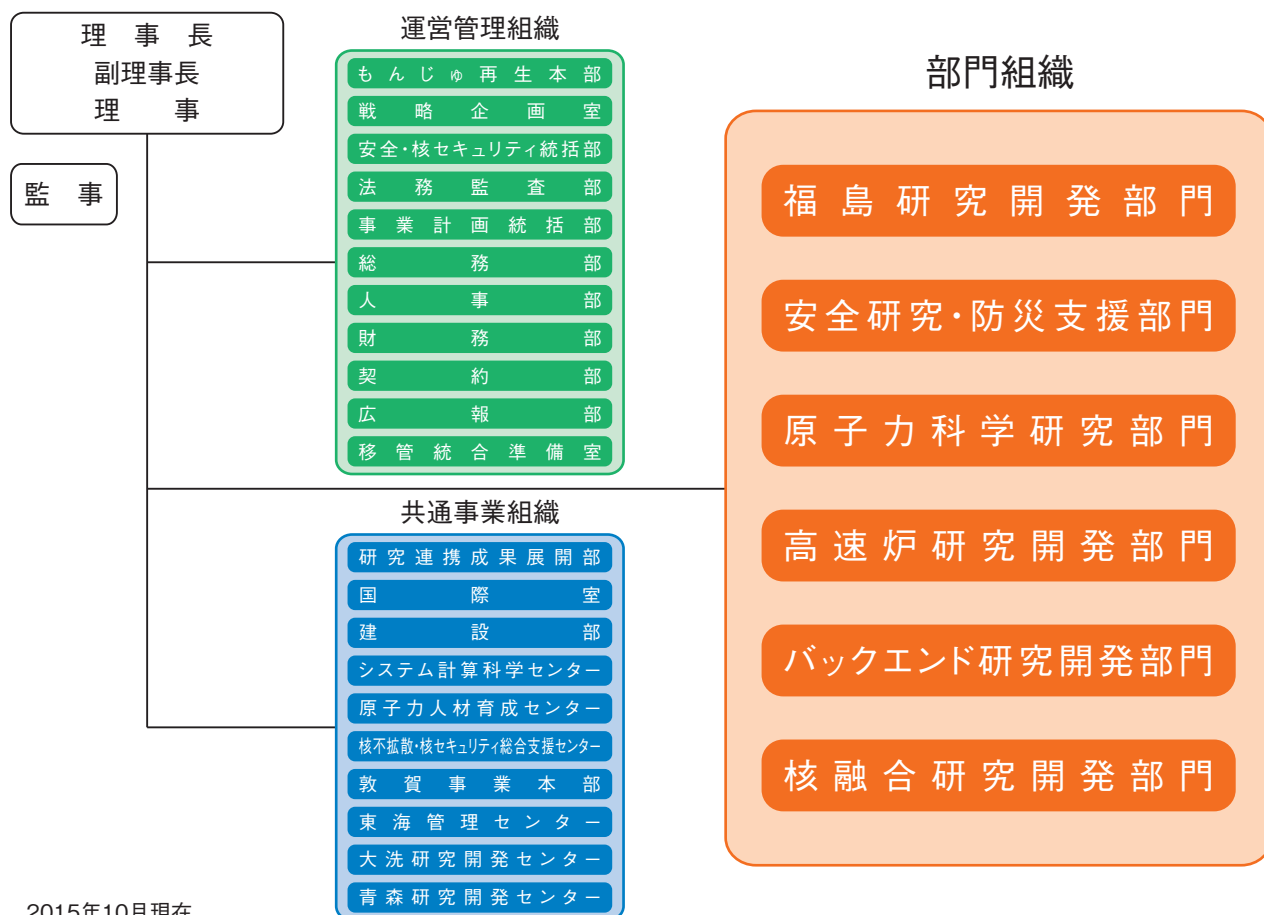 理事長
副理事長
理事
監事
運営管理組織
もんじゅ再生本部
戦略企画室
安全・核セキュリティ統括部
法務監査部
事業計画統括部
総務部
人事部
財務部
契約部
広報部
移管統合準備室
共通事業組織
研究連携成果展開部
国際室
建設部
システム計算科学センター
原子力人材育成センター
核不拡散・核セキュリティ総合支援センター
敦賀事業本部
東海管理センター
大洗研究開発センター
青森研究開発センター
部門組織
福島研究開発部門
安全研究・防災支援部門
原子力科学研究部門
高速炉研究開発部門
バックエンド研究開発部門
核融合研究開発部門
2015年10月現在